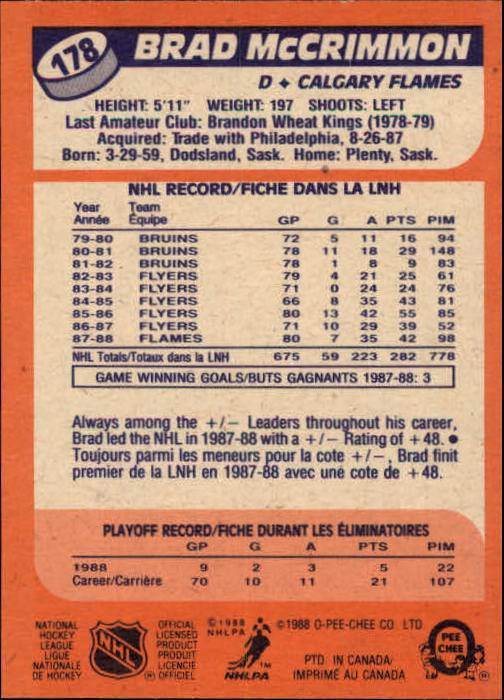 178
BRAD McCRIMMON
D ♦ CALGARY FLAMES
HEIGHT: 5'11" WEIGHT: 197 SHOOTS: LEFT
Last Amateur Club: Brandon Wheat Kings (1978-79)
Acquired: Trade with Philadelphia, 8-26-87
Born: 3-29-59, Dodsland, Sask. Home: Plenty, Sask.
NHL RECORD/FICHE DANS LA LNH
Year Team
Année Équipe GP G A PTS PIM
79-80 BRUINS 72 5 11 16 94
80-81 BRUINS 78 11 18 29 148
81-82 BRUINS 78 1 8 9 83
82-83 FLYERS 79 4 21 25 61
83-84 FLYERS 71 0 24 24 76
84-85 FLYERS 66 8 35 43 81
85-86 FLYERS 80 13 42 55 85
86-87 FLYERS 71 10 29 39 52
87-88 FLAMES 80 7 35 42 98
NHL Totals/Totaux dans la LNH 675 59 223 282 778
GAME WINNING GOALS/BUTS GAGNANTS 1987-88: 3
Always among the +/- Leaders throughout his career,
Brad led the NHL in 1987-88 with a +/- Rating of +48. ●
Toujours parmi les meneurs pour la cote +/-, Brad finit
premier de la LNH en 1987-88 avec une cote de +48.
PLAYOFF RECORD/FICHE DURANT LES ÉLIMINATOIRES
GP G A PTS PIM
1988 9 2 3 5 22
Career/Carrière 70 10 11 21 107
NATIONAL
HOCKEY
LEAGUE
LIGUE
NATIONALE
DE HOCKEY
NHL
®
OFFICIAL
LICENSED
PRODUCT
PRODUIT
LICENCIE
OFFICIEL
© 1988
NHLPA
NHLPA
TM
©1988 O-PEE-CHEE CO. LTD.
PTD. IN CANADA/
IMPRIMÉ AU CANADA
O
PEE
CHEE
®